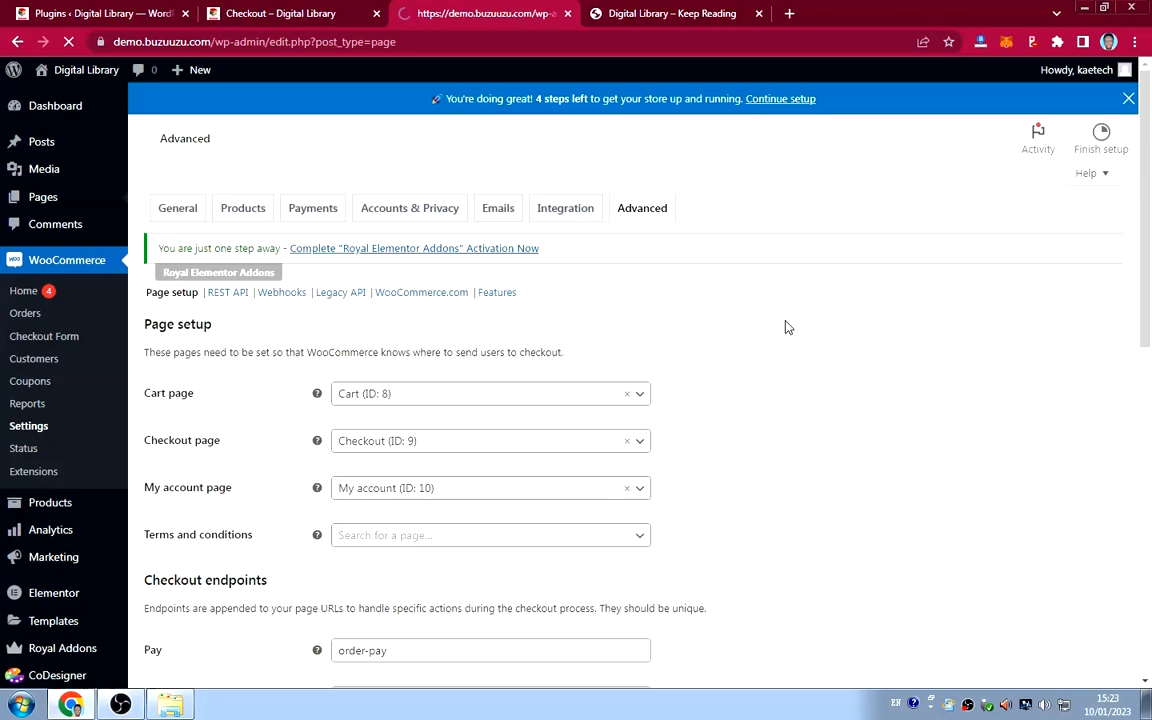 Plugins ‹ Digital Library — Word
Checkout – Digital Library
https://demo.buzuuzu.com/wp-a
Digital Library – Keep Reading
demo.buzuuzu.com/wp-admin/edit.php?post_type=page
Digital Library
0
New
Howdy, kaetech
You're doing great! 4 steps left to get your store up and running. Continue setup
Dashboard
Posts
Media
Pages
Comments
WooCommerce
Home 4
Orders
Checkout Form
Customers
Coupons
Reports
Settings
Status
Extensions
Products
Analytics
Marketing
Elementor
Templates
Royal Addons
CoDesigner
Advanced
Activity
Finish setup
Help
General
Products
Payments
Accounts & Privacy
Emails
Integration
Advanced
You are just one step away - Complete "Royal Elementor Addons" Activation Now
Royal Elementor Addons
Page setup | REST API | Webhooks | Legacy API | WooCommerce.com | Features
Page setup
These pages need to be set so that WooCommerce knows where to send users to checkout.
Cart page
Cart (ID: 8)
Checkout page
Checkout (ID: 9)
My account page
My account (ID: 10)
Terms and conditions
Search for a page...
Checkout endpoints
Endpoints are appended to your page URLs to handle specific actions during the checkout process. They should be unique.
Pay
order-pay
EN
15:23
10/01/2023